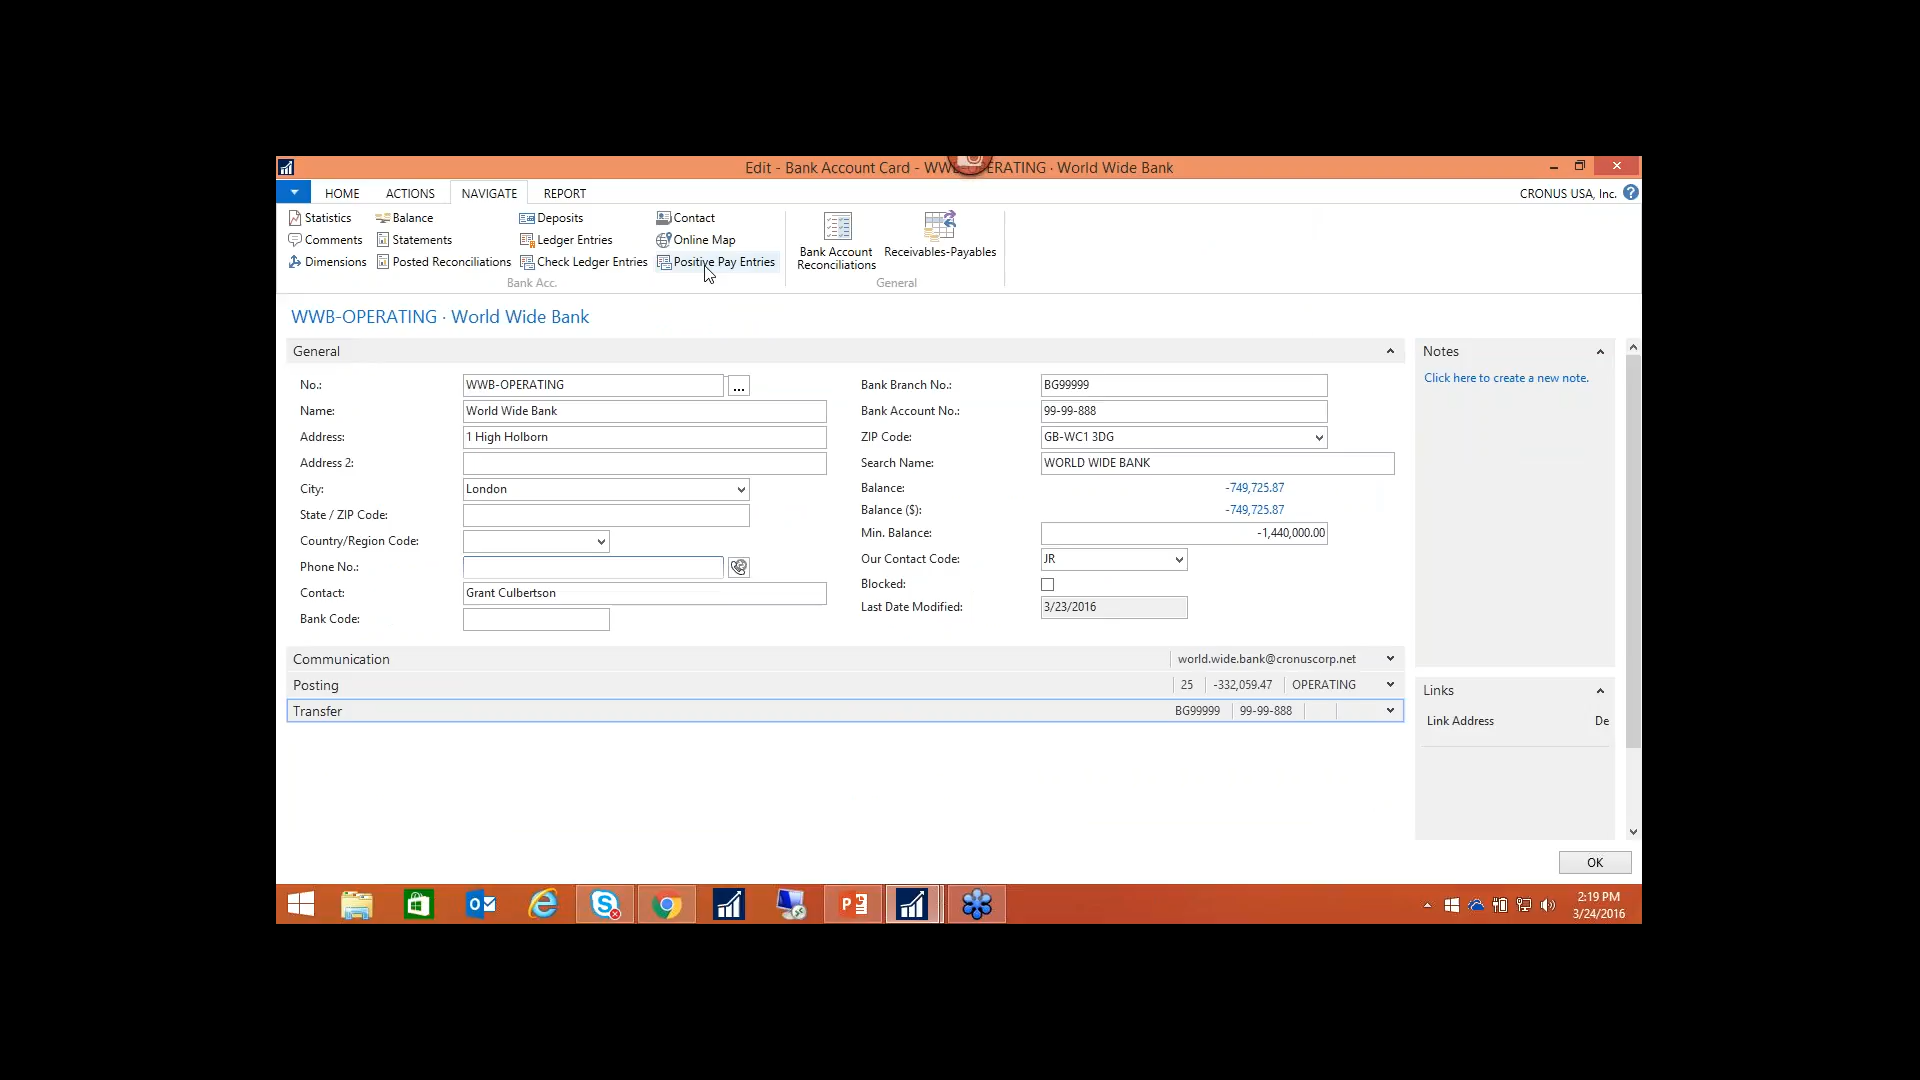 Edit - Bank Account Card - WWB-OPERATING · World Wide Bank
HOME ACTIONS NAVIGATE REPORT CRONUS USA, Inc. ?
Statistics Balance Deposits Contact
Comments Statements Ledger Entries Online Map
Dimensions Posted Reconciliations Check Ledger Entries Positive Pay Entries
Bank Account Reconciliations
Receivables-Payables
Bank Acc. General
WWB-OPERATING · World Wide Bank
General
No.: WWB-OPERATING ...
Name: World Wide Bank
Address: 1 High Holborn
Address 2:
City: London
State / ZIP Code:
Country/Region Code:
Phone No.:
Contact: Grant Culbertson
Bank Code:
Bank Branch No.: BG99999
Bank Account No.: 99-99-888
ZIP Code: GB-WC1 3DG
Search Name: WORLD WIDE BANK
Balance: -749,725.87
Balance ($): -749,725.87
Min. Balance: -1,440,000.00
Our Contact Code: JR
Blocked:
Last Date Modified: 3/23/2016
Communication world.wide.bank@cronuscorp.net
Posting 25 -332,059.47 OPERATING
Transfer BG99999 99-99-888
Notes
Click here to create a new note.
Links
Link Address De
OK
2:19 PM
3/24/2016